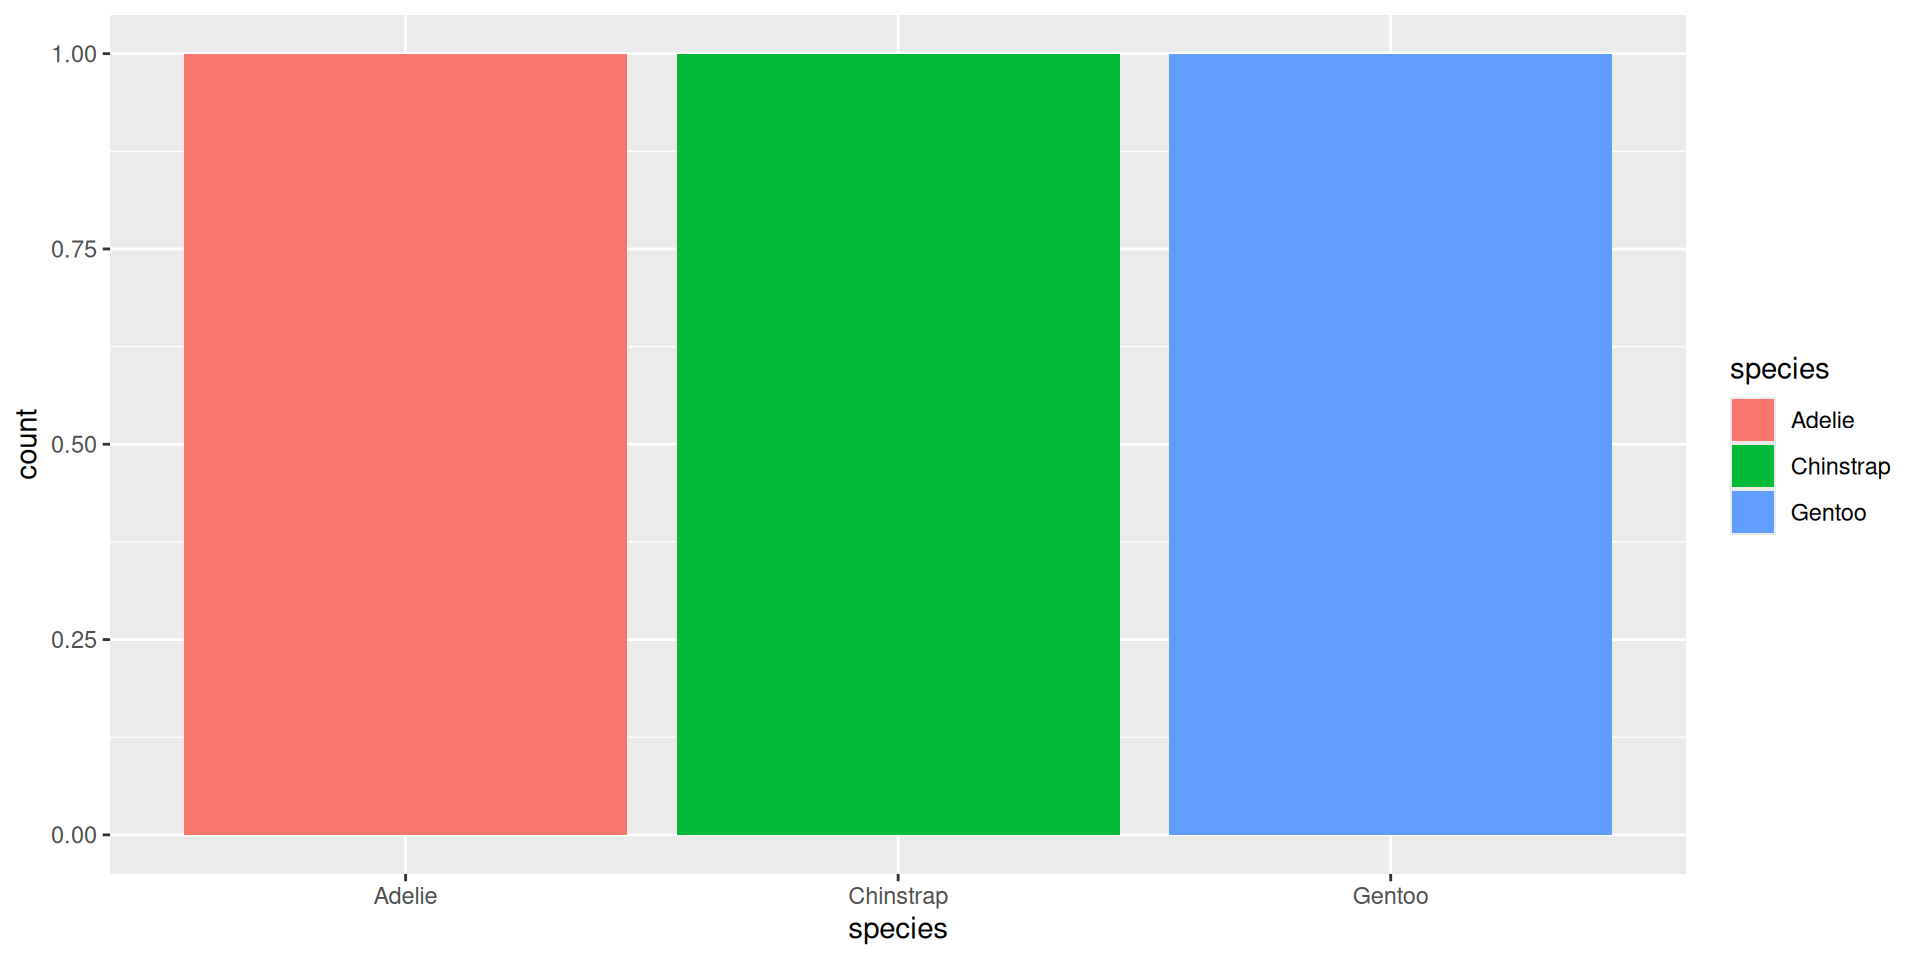 1.00
0.75
0.50
0.25
0.00
count
Adelie
Chinstrap
Gentoo
species
species
Adelie
Chinstrap
Gentoo